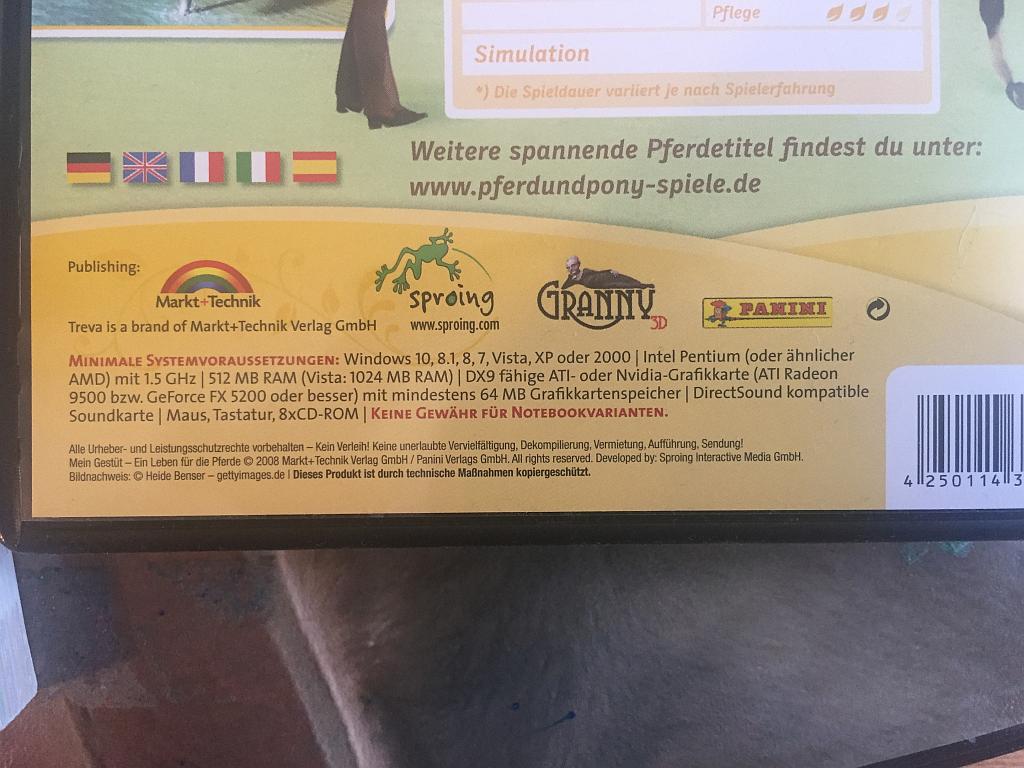 Pflege
Simulation
*) Die Spieldauer variiert je nach Spielerfahrung
Weitere spannende Pferdetitel findest du unter:
www.pferdundpony-spiele.de
Publishing:
Markt+Technik
sproing
www.sproing.com
GRANNY
3D
PANINI
Treva is a brand of Markt+Technik Verlag GmbH
MINIMALE SYSTEMVORAUSSETZUNGEN: Windows 10, 8.1, 8, 7, Vista, XP oder 2000 | Intel Pentium (oder ähnlicher
AMD) mit 1.5 GHz | 512 MB RAM (Vista: 1024 MB RAM) | DX9 fähige ATI- oder Nvidia-Grafikkarte (ATI Radeon
9500 bzw. GeForce FX 5200 oder besser) mit mindestens 64 MB Grafikkartenspeicher | DirectSound kompatible
Soundkarte | Maus, Tastatur, 8xCD-ROM | KEINE GEWÄHR FÜR NOTEBOOKVARIANTEN.
Alle Urheber- und Leistungsschutzrechte vorbehalten – Kein Verleih! Keine unerlaubte Vervielfältigung, Dekompilierung, Vermietung, Aufführung, Sendung!
Mein Gestüt – Ein Leben für die Pferde © 2008 Markt+Technik Verlag GmbH / Panini Verlags GmbH. All rights reserved. Developed by: Sproing Interactive Media GmbH.
Bildnachweis: © Heide Benser – gettyimages.de | Dieses Produkt ist durch technische Maßnahmen kopiergeschützt.
4 250114 3